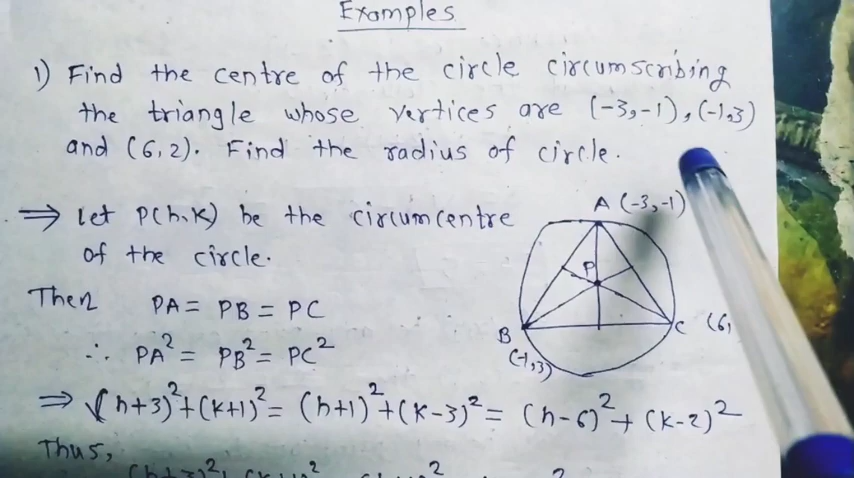 Examples
1) Find the centre of the circle circumscribing
the triangle whose vertices are (-3,-1), (-1,3)
and (6,2). Find the radius of circle.
⇒ Let P(h,k) be the circumcentre
of the circle.
Then PA = PB = PC
∴ PA² = PB² = PC²
⇒ (h+3)²+(k+1)² = (h+1)²+(k-3)² = (h-6)²+(k-2)²
Thus,
A (-3,-1)
P
B
(-1,3)
C (6,